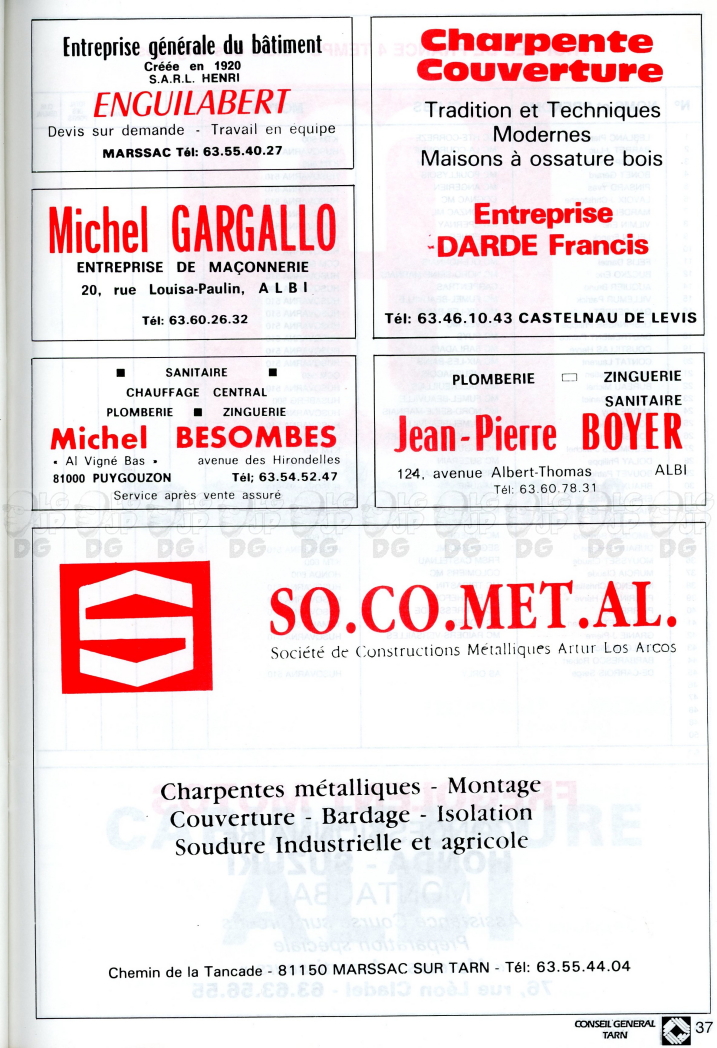 Entreprise générale du bâtiment
Créée en 1920
S.A.R.L. HENRI
ENGUILABERT
Devis sur demande - Travail en equipe
MARSSAC Tél: 63.55.40.27
Charpente
Couverture
Tradition et Techniques
Modernes
Maisons à ossature bois
Entreprise
DARDE Francis
Tél: 63.46.10.43 CASTELNAU DE LEVIS
Michel GARGALLO
ENTREPRISE DE MAÇONNERIE
20, rue Louisa-Paulin, ALBI
Tél: 63.60.26.32
SANITAIRE
CHAUFFAGE CENTRAL
PLOMBERIE ■ ZINGUERIE
Michel BESOMBES
• Al Vigné Bas • avenue des Hirondelles
81000 PUYGOUZON Tél; 63.54.52.47
Service après vente assuré
PLOMBERIE ZINGUERIE
SANITAIRE
Jean-Pierre BOYER
124, avenue Albert-Thomas ALBI
Tél: 63.60.78.31
SO.CO.MET.AL.
Société de Constructions Métalliques Artur Los Arcos
Charpentes métalliques - Montage
Couverture - Bardage - Isolation
Soudure Industrielle et agricole
Chemin de la Tancade - 81150 MARSSAC SUR TARN - Tél: 63.55.44.04
CONSEIL GENERAL
TARN
37